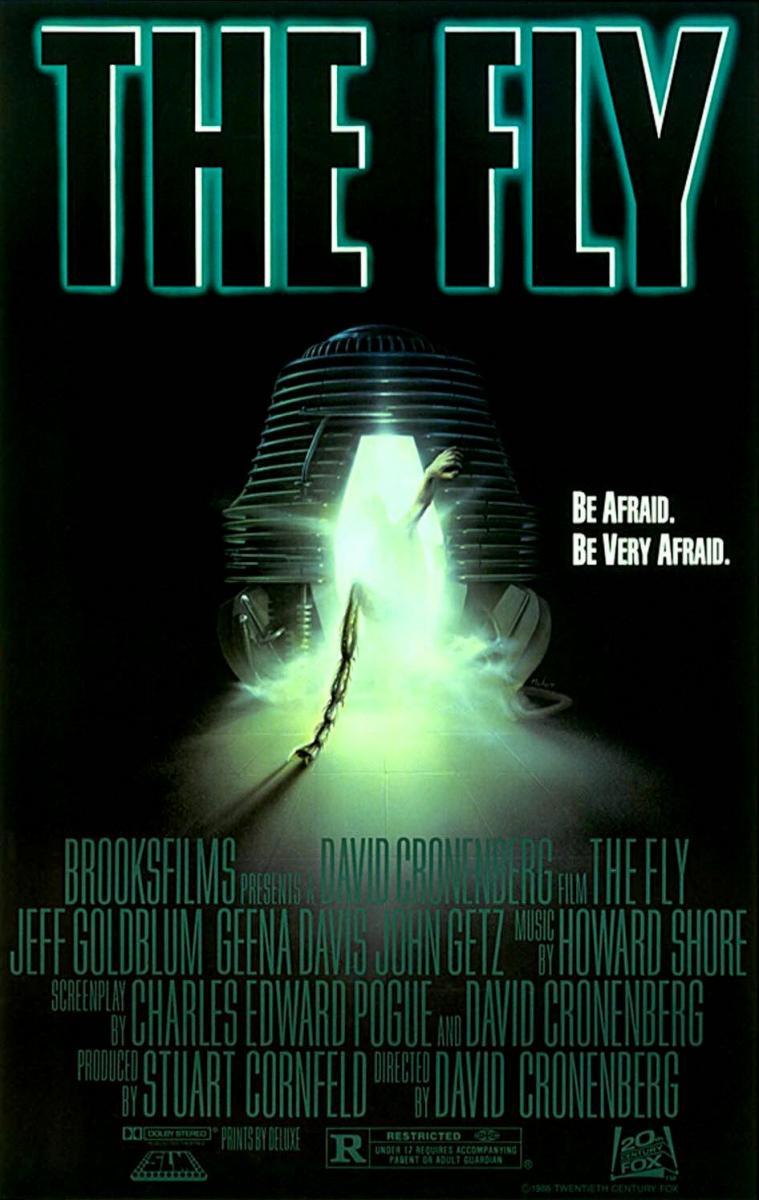 THE FLY
BE AFRAID.
BE VERY AFRAID.
BROOKSFILMS PRESENTS A DAVID CRONENBERG FILM THE FLY
JEFF GOLDBLUM GEENA DAVIS JOHN GETZ MUSIC BY HOWARD SHORE
SCREENPLAY BY CHARLES EDWARD POGUE AND DAVID CRONENBERG
PRODUCED BY STUART CORNFELD DIRECTED BY DAVID CRONENBERG
DOLBY STEREO ® PRINTS BY DELUXE
R RESTRICTED
UNDER 17 REQUIRES ACCOMPANYING
PARENT OR ADULT GUARDIAN ®
20th
CENTURY
FOX
©1986 TWENTIETH CENTURY FOX